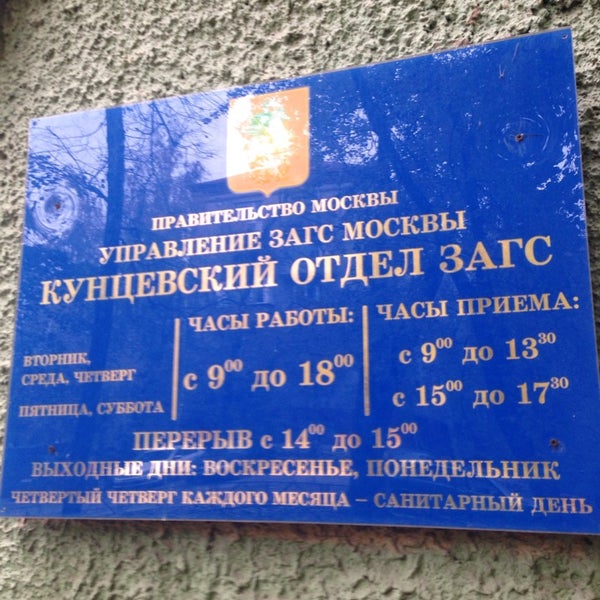 ПРАВИТЕЛЬСТВО МОСКВЫ
УПРАВЛЕНИЕ ЗАГС МОСКВЫ
КУНЦЕВСКИЙ ОТДЕЛ ЗАГС
ЧАСЫ РАБОТЫ:
ЧАСЫ ПРИЕМА:
ВТОРНИК,
СРЕДА, ЧЕТВЕРГ
ПЯТНИЦА, СУББОТА
с 9⁰⁰ до 18⁰⁰
с 9⁰⁰ до 13³⁰
с 15⁰⁰ до 17³⁰
ПЕРЕРЫВ с 14⁰⁰ до 15⁰⁰
ВЫХОДНЫЕ ДНИ: ВОСКРЕСЕНЬЕ, ПОНЕДЕЛЬНИК
ЧЕТВЕРТЫЙ ЧЕТВЕРГ КАЖДОГО МЕСЯЦА – САНИТАРНЫЙ ДЕНЬ